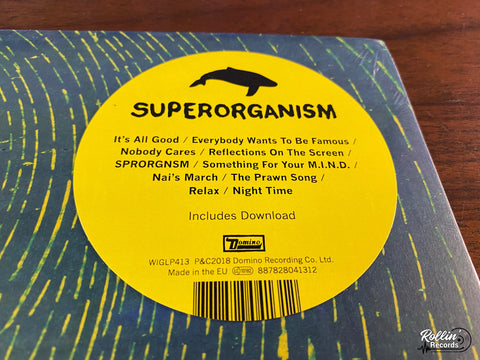 SUPERORGANISM
It's All Good / Everybody Wants To Be Famous /
Nobody Cares / Reflections On The Screen /
SPRORGNSM / Something For Your M.I.N.D. /
Nai's March / The Prawn Song /
Relax / Night Time
Includes Download
Domino
WIGLP413 P&C2018 Domino Recording Co. Ltd.
Made in the EU 887828041312
Rollin'
Records